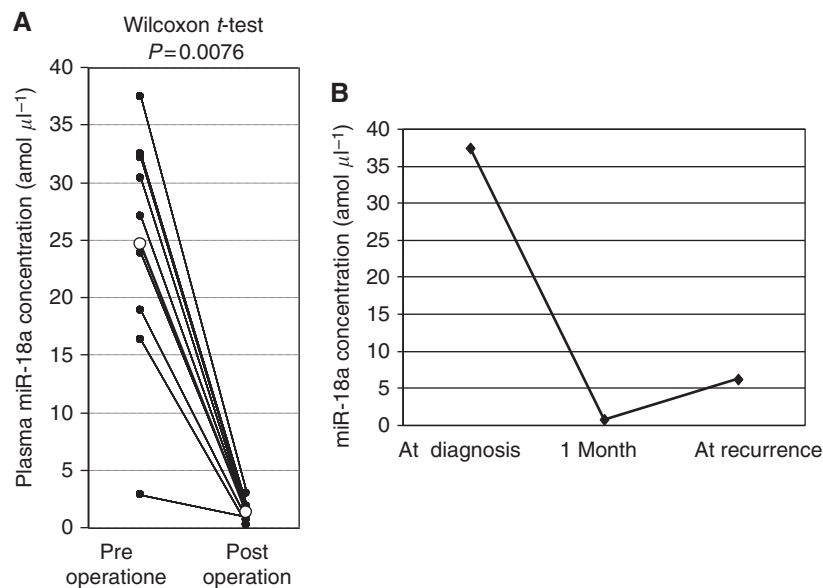 A
Wilcoxon t-test
P=0.0076
Plasma miR-18a concentration (amol μl⁻¹)
40
35
30
25
20
15
10
5
0
Pre
operatione
Post
operation
B
miR-18a concentration (amol μl⁻¹)
40
35
30
25
20
15
10
5
0
At diagnosis
1 Month
At recurrence